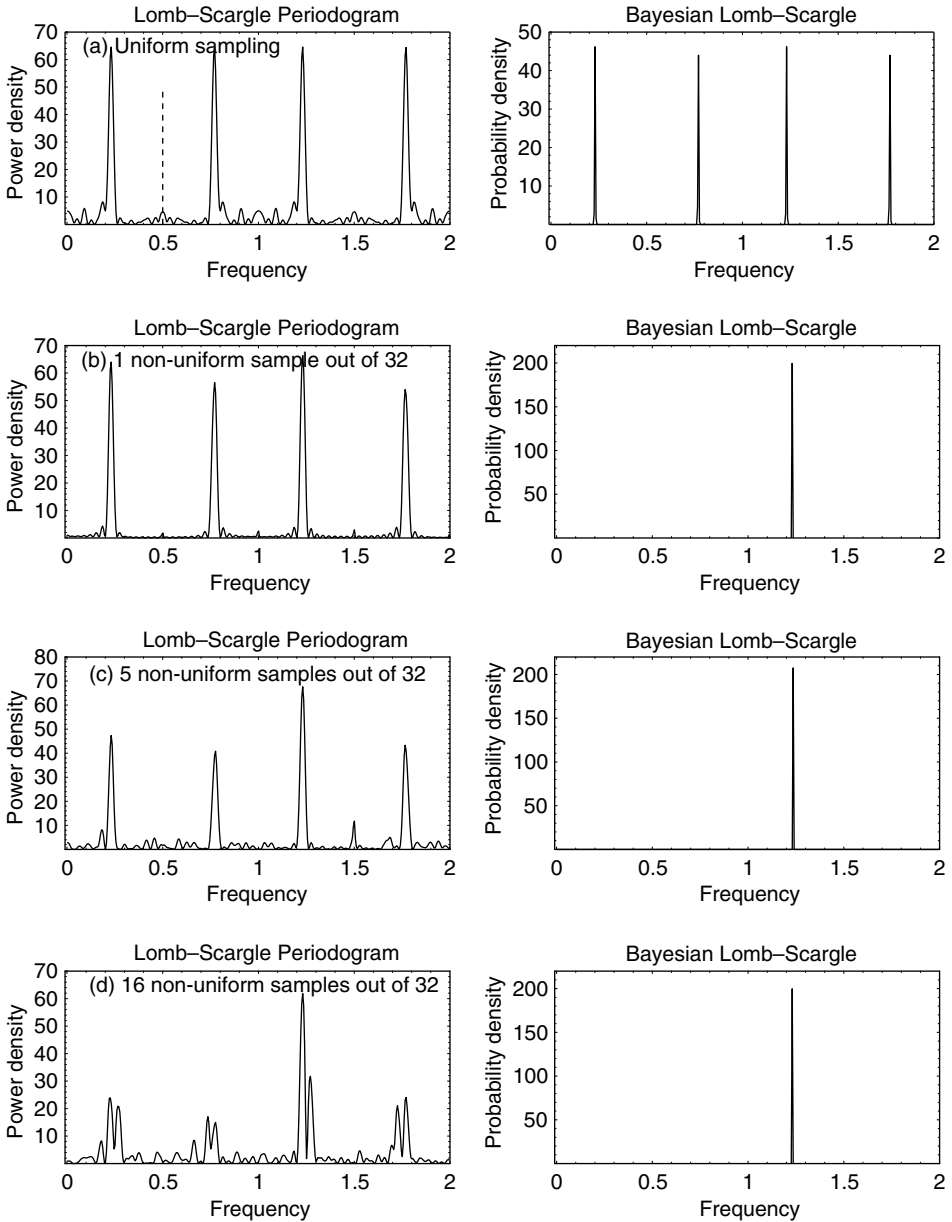 Lomb–Scargle Periodogram
Bayesian Lomb–Scargle
(a) Uniform sampling
Power density
70
60
50
40
30
20
10
0 0.5 1 1.5 2
Frequency
Probability density
50
40
30
20
10
0 0.5 1 1.5 2
Frequency
Lomb–Scargle Periodogram
Bayesian Lomb–Scargle
(b) 1 non-uniform sample out of 32
Power density
70
60
50
40
30
20
10
0 0.5 1 1.5 2
Frequency
Probability density
200
150
100
50
0 0.5 1 1.5 2
Frequency
Lomb–Scargle Periodogram
Bayesian Lomb–Scargle
(c) 5 non-uniform samples out of 32
Power density
80
70
60
50
40
30
20
10
0 0.5 1 1.5 2
Frequency
Probability density
200
150
100
50
0 0.5 1 1.5 2
Frequency
Lomb–Scargle Periodogram
Bayesian Lomb–Scargle
(d) 16 non-uniform samples out of 32
Power density
70
60
50
40
30
20
10
0 0.5 1 1.5 2
Frequency
Probability density
200
150
100
50
0 0.5 1 1.5 2
Frequency